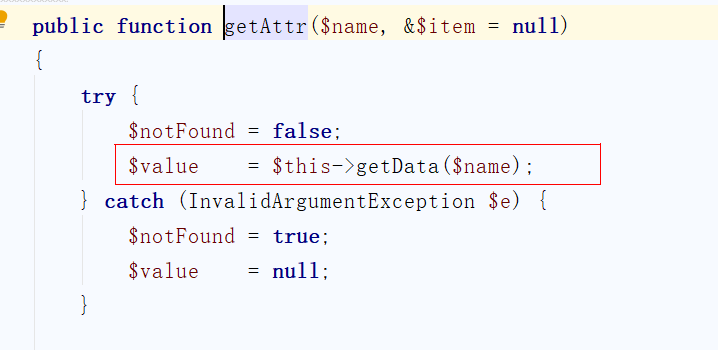 public function getAttr($name, &$item = null)
{
try {
$notFound = false;
$value = $this->getData($name);
} catch (InvalidArgumentException $e) {
$notFound = true;
$value = null;
}